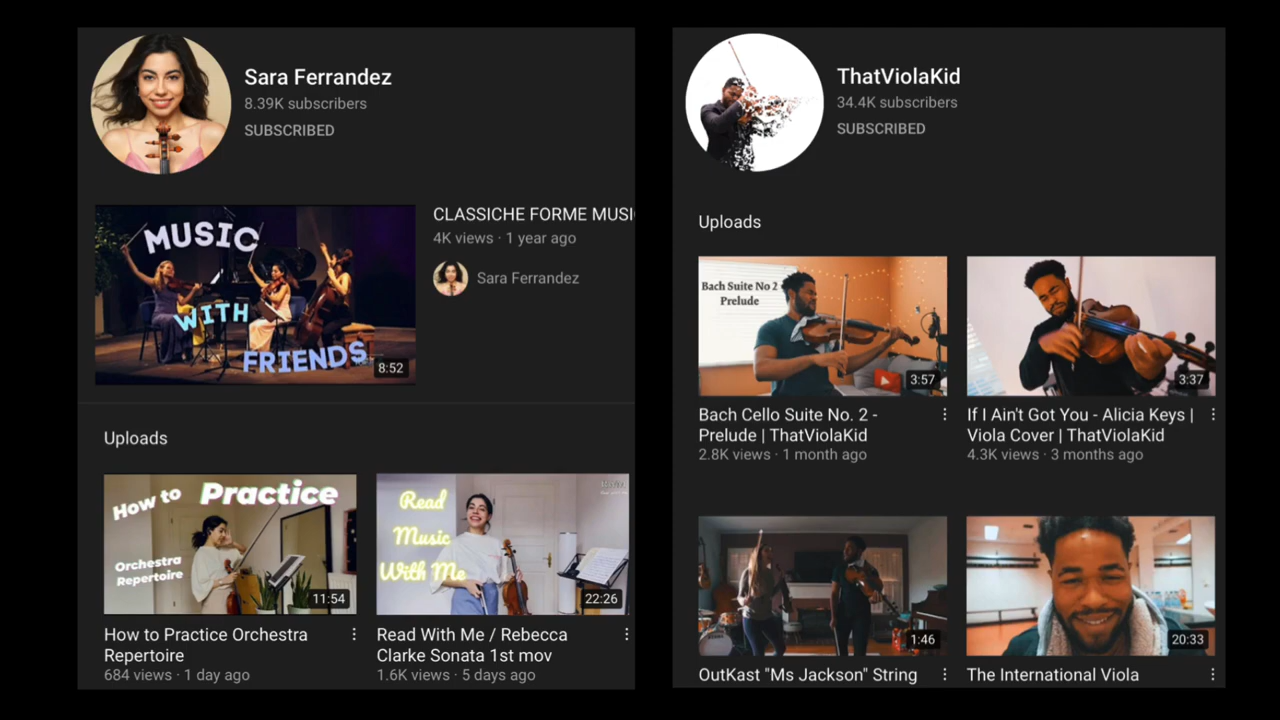 Sara Ferrandez
8.39K subscribers
SUBSCRIBED
MUSIC
WITH
FRIENDS
8:52
CLASSICHE FORME MUSI
4K views · 1 year ago
Sara Ferrandez
Uploads
How to Practice
Orchestra
Repertoire
11:54
How to Practice Orchestra
Repertoire
684 views · 1 day ago
Read
Music
With Me
22:26
Read With Me / Rebecca
Clarke Sonata 1st mov
1.6K views · 5 days ago
ThatViolaKid
34.4K subscribers
SUBSCRIBED
Uploads
Bach Suite No 2
Prelude
3:57
Bach Cello Suite No. 2 -
Prelude | ThatViolaKid
2.8K views · 1 month ago
3:37
If I Ain't Got You - Alicia Keys |
Viola Cover | ThatViolaKid
4.3K views · 3 months ago
1:46
OutKast "Ms Jackson" String
20:33
The International Viola